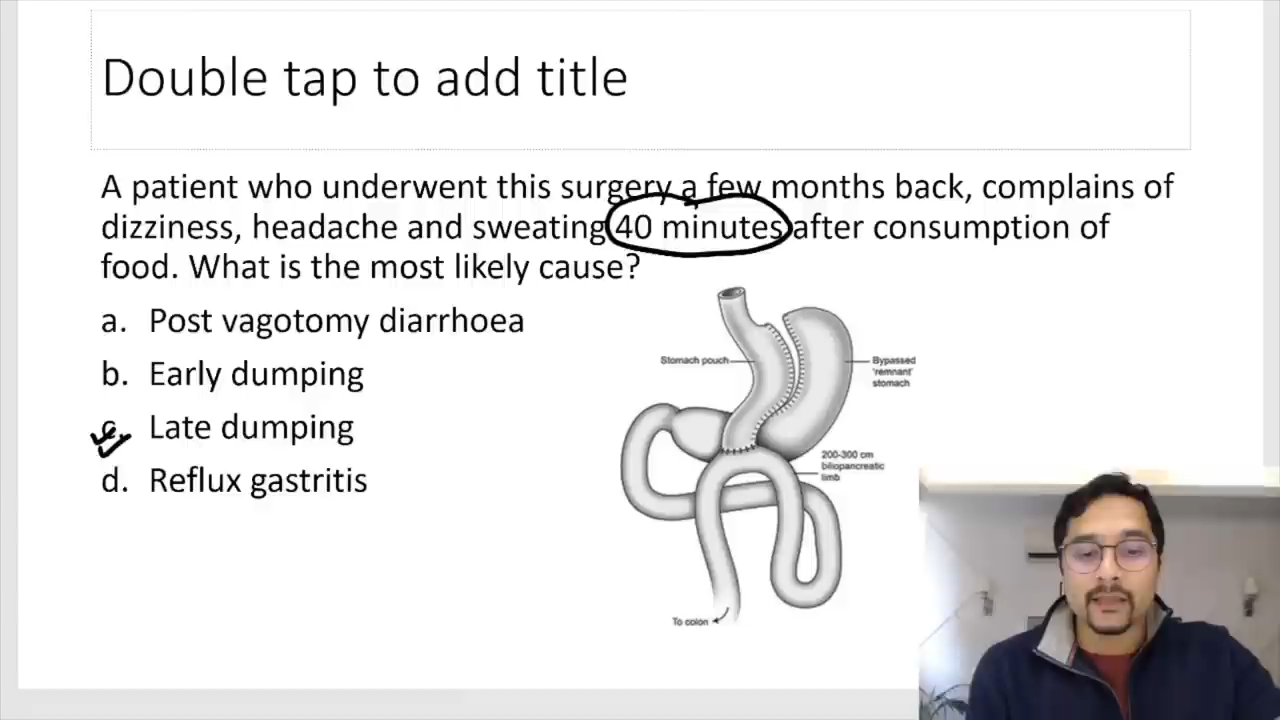 Double tap to add title
A patient who underwent this surgery a few months back, complains of
dizziness, headache and sweating 40 minutes after consumption of
food. What is the most likely cause?
a. Post vagotomy diarrhoea
b. Early dumping
c. Late dumping
d. Reflux gastritis
Stomach pouch
Bypassed
'remnant'
stomach
200-300 cm
biliopancreatic
limb
To colon